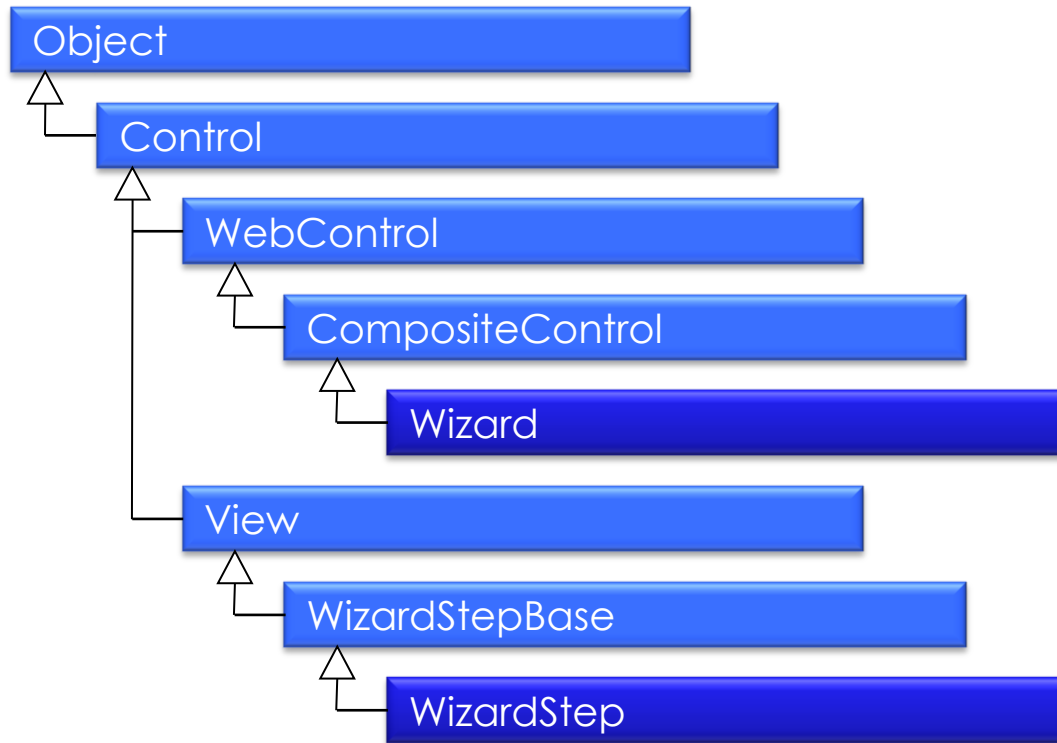 Object
Control
WebControl
CompositeControl
Wizard
View
WizardStepBase
WizardStep